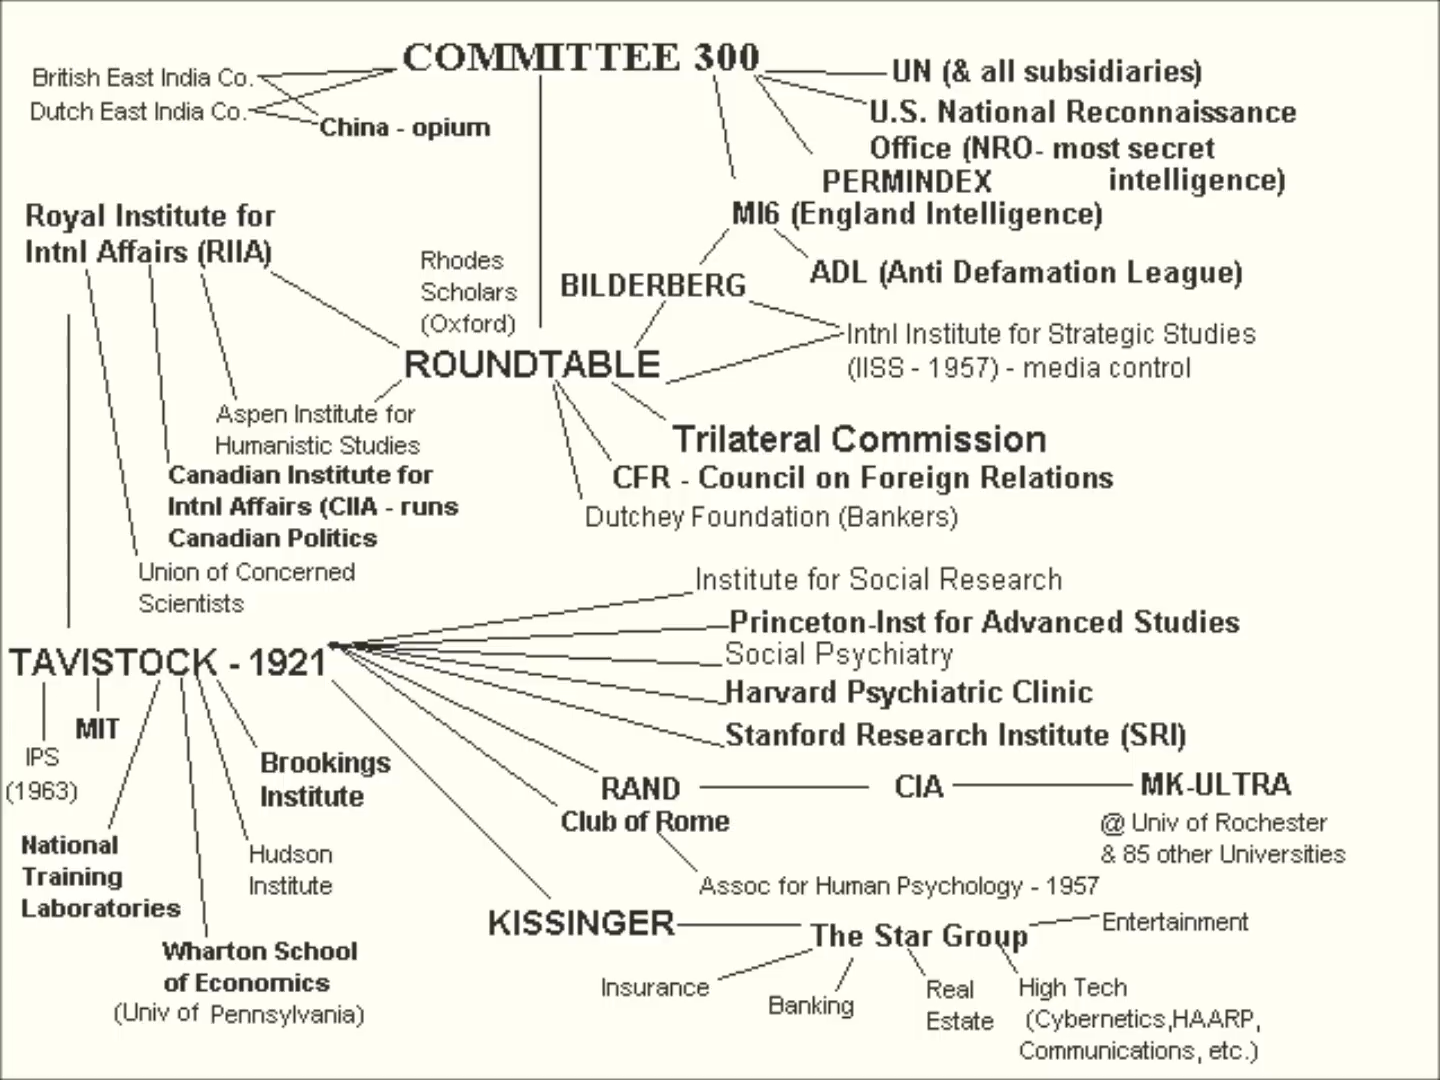 COMMITTEE 300
British East India Co.
Dutch East India Co.
China - opium
UN (& all subsidiaries)
U.S. National Reconnaissance
Office (NRO- most secret
intelligence)
PERMINDEX
MI6 (England Intelligence)
ADL (Anti Defamation League)
Royal Institute for
Intnl Affairs (RIIA)
Rhodes
Scholars
(Oxford)
BILDERBERG
Intnl Institute for Strategic Studies
(IISS - 1957) - media control
ROUNDTABLE
Aspen Institute for
Humanistic Studies
Canadian Institute for
Intnl Affairs (CIIA - runs
Canadian Politics
Union of Concerned
Scientists
Trilateral Commission
CFR - Council on Foreign Relations
Dutchey Foundation (Bankers)
TAVISTOCK - 1921
Institute for Social Research
Princeton-Inst for Advanced Studies
Social Psychiatry
Harvard Psychiatric Clinic
Stanford Research Institute (SRI)
RAND
CIA
MK-ULTRA
@ Univ of Rochester
& 85 other Universities
Club of Rome
Assoc for Human Psychology - 1957
MIT
IPS
(1963)
Brookings
Institute
National
Training
Laboratories
Hudson
Institute
Wharton School
of Economics
(Univ of Pennsylvania)
KISSINGER
The Star Group
Entertainment
Insurance
Banking
Real
Estate
High Tech
(Cybernetics,HAARP,
Communications, etc.)